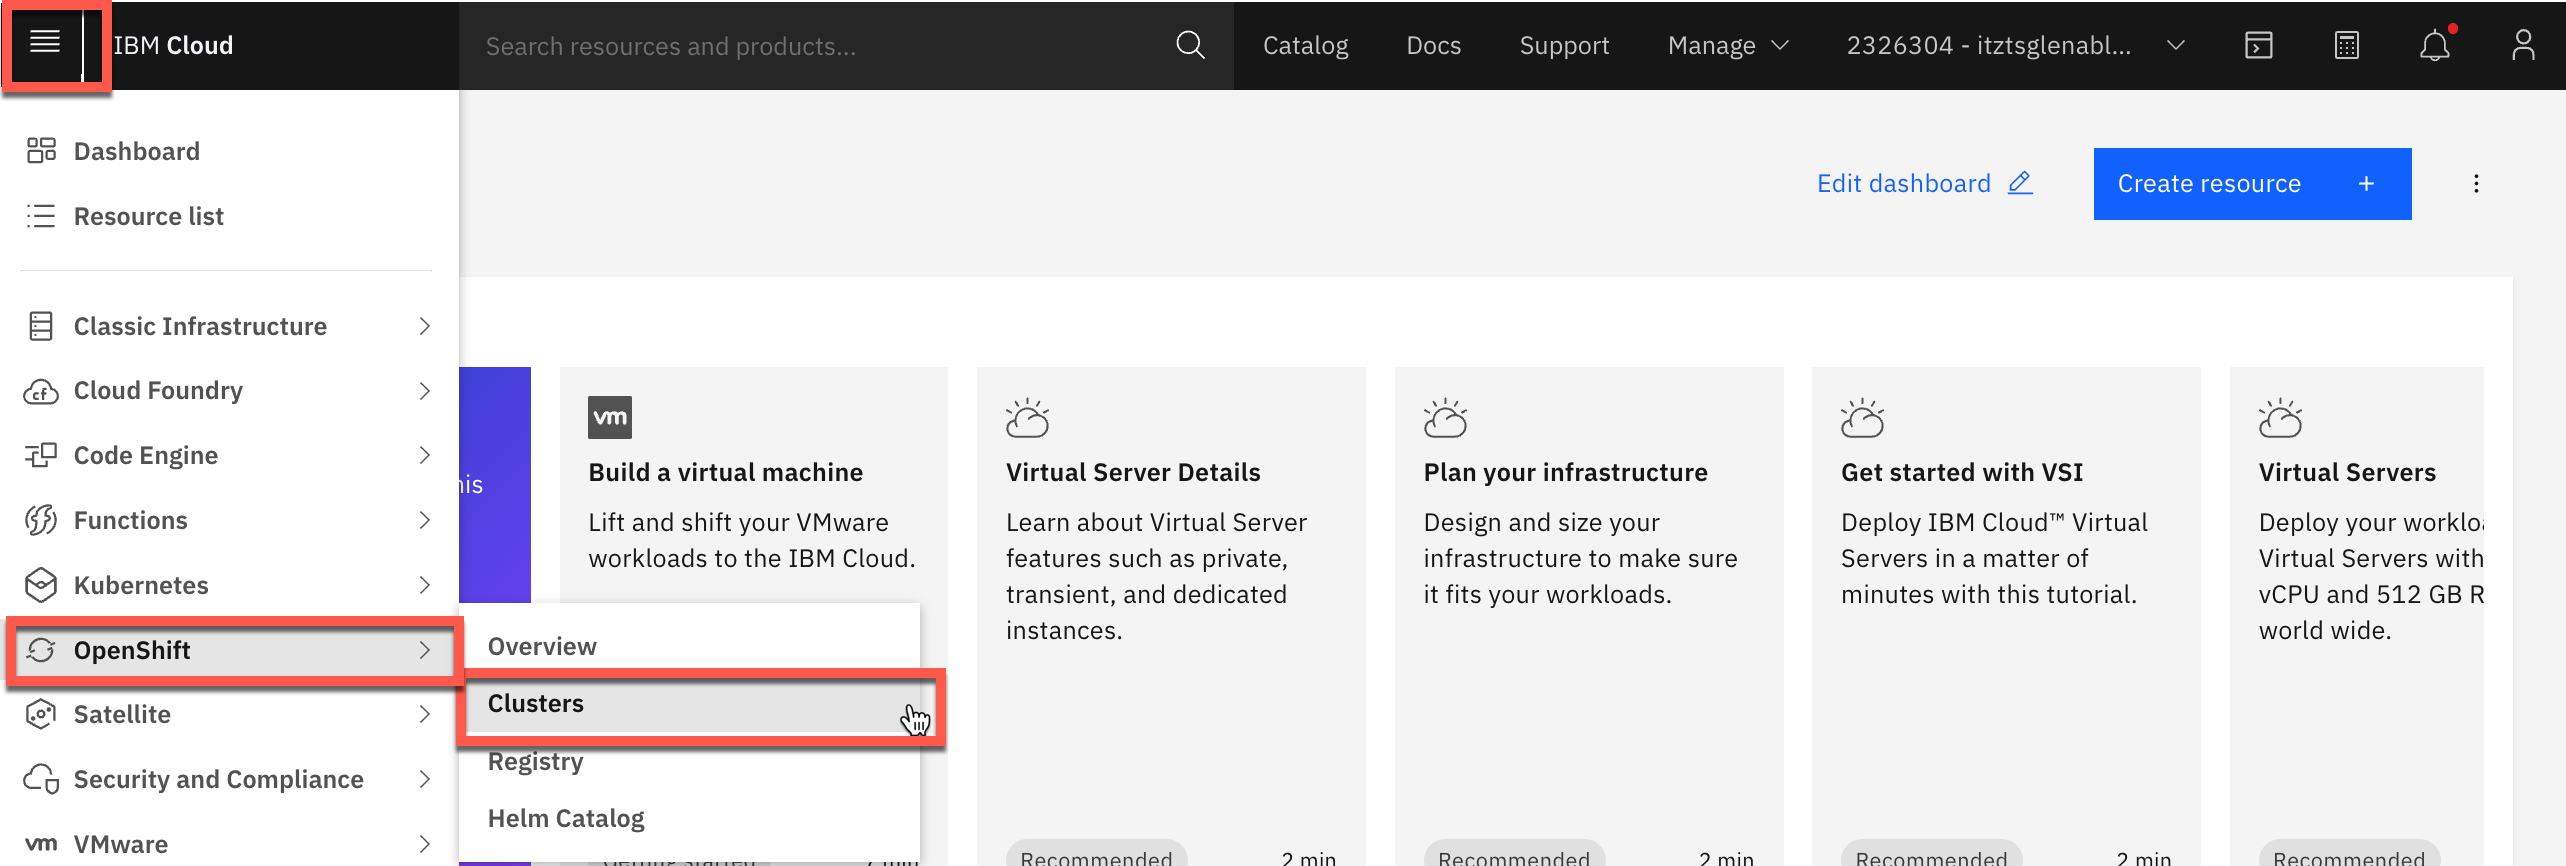 IBM Cloud
Search resources and products...
Catalog
Docs
Support
Manage
2326304 - itztsglenabl...
Dashboard
Resource list
Classic Infrastructure
Cloud Foundry
Code Engine
Functions
Kubernetes
OpenShift
Satellite
Security and Compliance
VMware
Overview
Clusters
Registry
Helm Catalog
Edit dashboard
Create resource +
vm
Build a virtual machine
Lift and shift your VMware
workloads to the IBM Cloud.
Getting started
2 min
Virtual Server Details
Learn about Virtual Server
features such as private,
transient, and dedicated
instances.
Recommended
2 min
Plan your infrastructure
Design and size your
infrastructure to make sure
it fits your workloads.
Recommended
2 min
Get started with VSI
Deploy IBM Cloud™ Virtual
Servers in a matter of
minutes with this tutorial.
Recommended
2 min
Virtual Servers
Deploy your
Virtual Servers with
vCPU and 512 GB
world wide.
Recommended